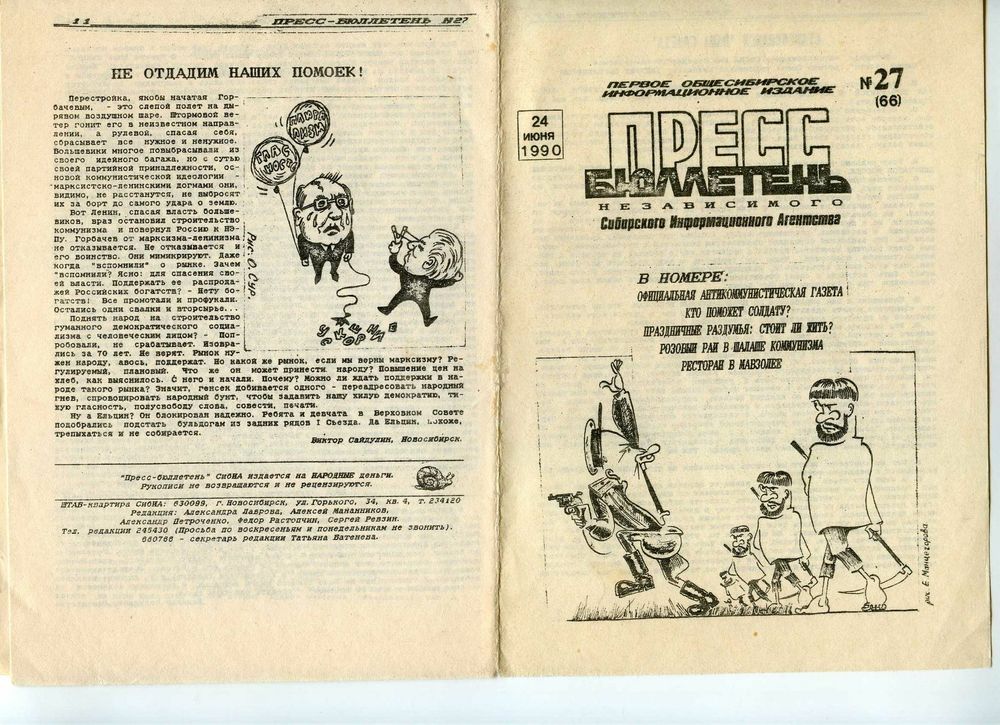 11
ПРЕСС-БЮЛЛЕТЕНЬ №27
НЕ ОТДАДИМ НАШИХ ПОМОЕК!
Перестройка, якобы начатая Гор-
бачевым, - это слепой полет на ды-
рявом воздушном шаре. Штормовой ве-
тер гонит его в неизвестном направ-
лении, а рулевой, спасая себя,
сбрасывает все нужное и ненужное.
Большевики многое повыбрасывали из
своего идейного багажа, но с сутью
своей партийной принадлежности, ос-
новой коммунистической идеологии -
марксистско-ленинскими догмами они,
видимо, не расстанутся, не выбросят
их за борт до самого удара о землю.
Вот Ленин, спасая власть больше-
виков, враз остановил строительство
коммунизма и повернул Россию к НЭ-
Пу. Горбачев от марксизма-ленинизма
не отказывается. Не отказывается и
его воинство. Они мимикрируют. Даже
когда "вспомнили" о рынке. Зачем
"вспомнили? Ясно: для спасения сво-
ей власти. Поддержать ее распрода-
жей Российских богатств? - Нету бо-
гатств! Все промотали и профукали.
Остались одни свалки и вторсырье...
Поднять народ на строительство
гуманного демократического социа-
лизма с человеческим лицом? - Поп-
робовали, не срабатывает. Изовра-
лись за 70 лет. Не верят. Рынок ну-
жен народу, авось, поддержат. Но какой же рынок, если мы верны марксизму? Ре-
гулируемый, плановый. Что же он может принести народу? Повышение цен на
хлеб, как выяснилось. С него и начали. Почему? Можно ли ждать поддержки в на-
роде такого рынка? Значит, генсек добивается одного - переадресовать народный
гнев, спровоцировать народный бунт, чтобы задавить нашу хилую демократию, ти-
хую гласность, полусвободу слова, совести, печати.
Ну а Ельцин? Он блокирован надежно. Ребята и девчата в Верховном Совете
подобрались подстать бульдогам из задних рядов I Съезда. Да Ельцин, похоже,
трепыхаться и не собирается.
Виктор Сайдулин, Новосибирск.
ГЛАС
НОСТЬ
ПЛЮРА
ЛИЗМ
Рис. О. Сур.
УСКОРЕНИЕ
"Пресс-бюллетень" СибИА издается на НАРОДНЫЕ деньги.
Рукописи не возвращаются и не рецензируются.
ШТАБ-квартира СибИА: 630099, г.Новосибирск, ул.Горького, 34, кв. 4, т.234120
Редакция: Александра Лаврова, Алексей Мананников,
Александр Петроченко, Федор Растопчин, Сергей Ревзин.
Тел. редакции 245430 (Просьба по воскресеньям и понедельникам не звонить).
660766 - секретарь редакции Татьяна Ватенева.
ПЕРВОЕ ОБЩЕСИБИРСКОЕ
ИНФОРМАЦИОННОЕ ИЗДАНИЕ
№27
(66)
24
ИЮНЯ
1990
ПРЕСС
БЮЛЛЕТЕНЬ
НЕЗАВИСИМОГО
Сибирского Информационного Агентства
В НОМЕРЕ:
ОФИЦИАЛЬНАЯ АНТИКОММУНИСТИЧЕСКАЯ ГАЗЕТА
КТО ПОМОЖЕТ СОЛДАТУ?
ПРАЗДНИЧНЫЕ РАЗДУМЬЯ: СТОИТ ЛИ ЖИТЬ?
РОЗОВЫЙ РАЙ В ШАЛАШЕ КОММУНИЗМА
РЕСТОРАН В МАВЗОЛЕЕ